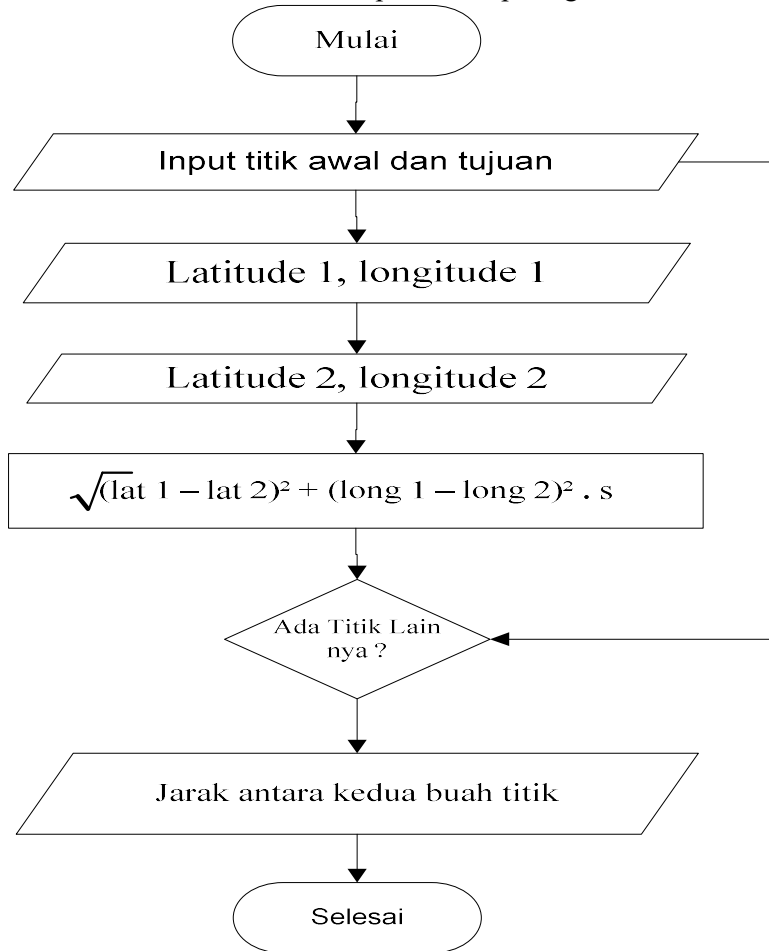 Mulai
Input titik awal dan tujuan
Latitude 1, longitude 1
Latitude 2, longitude 2
√(lat 1 – lat 2)² + (long 1 – long 2)² . s
Ada Titik Lain
nya ?
Jarak antara kedua buah titik
Selesai